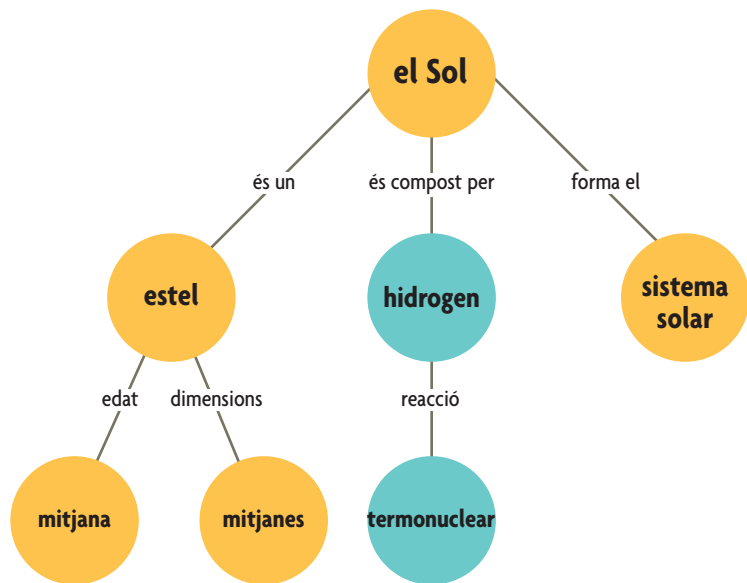 el Sol
és un
és compost per
forma el
estel
hidrogen
sistema
solar
edat
dimensions
reacció
mitjana
mitjanes
termonuclear